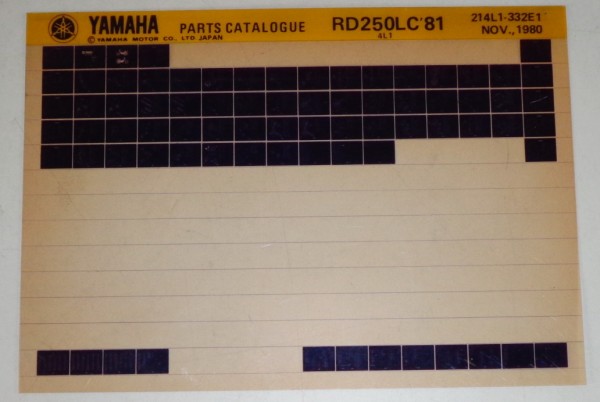 YAMAHA PARTS CATALOGUE RD250LC'81 214L1-332E1
© YAMAHA MOTOR CO., LTD JAPAN 4L1 NOV., 1980